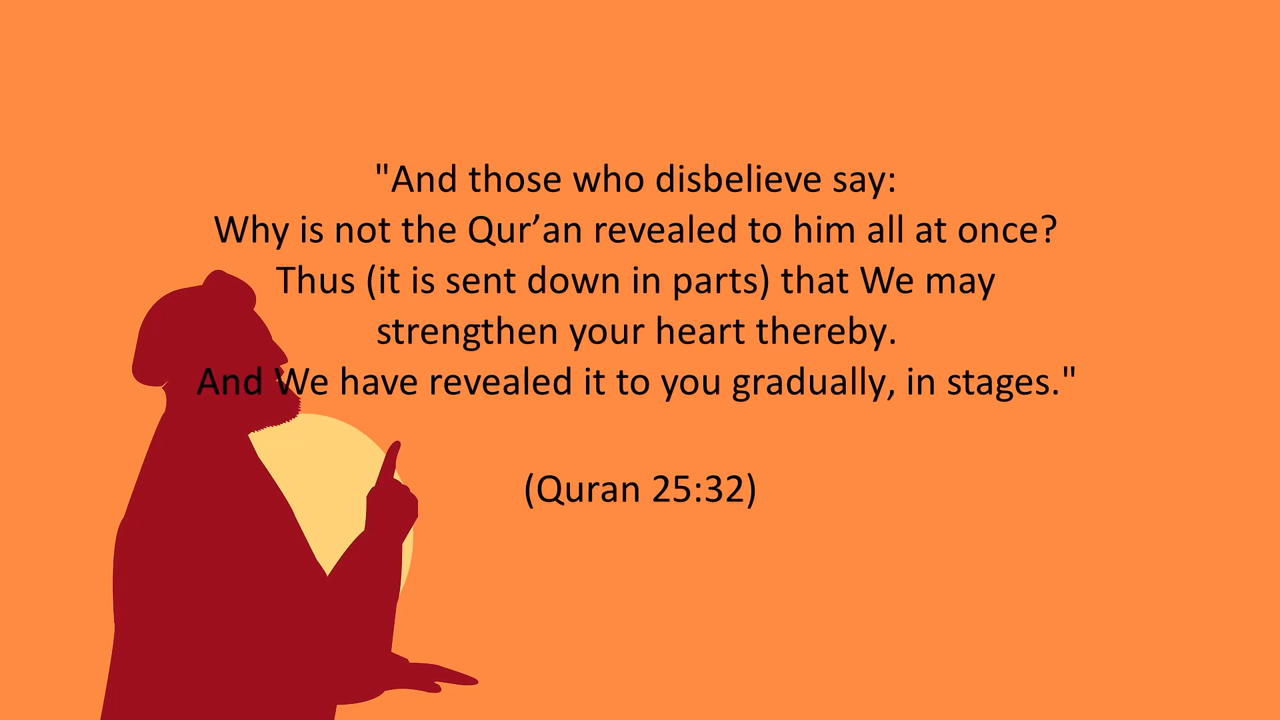 "And those who disbelieve say:
Why is not the Qur’an revealed to him all at once?
Thus (it is sent down in parts) that We may
strengthen your heart thereby.
And We have revealed it to you gradually, in stages."
(Quran 25:32)